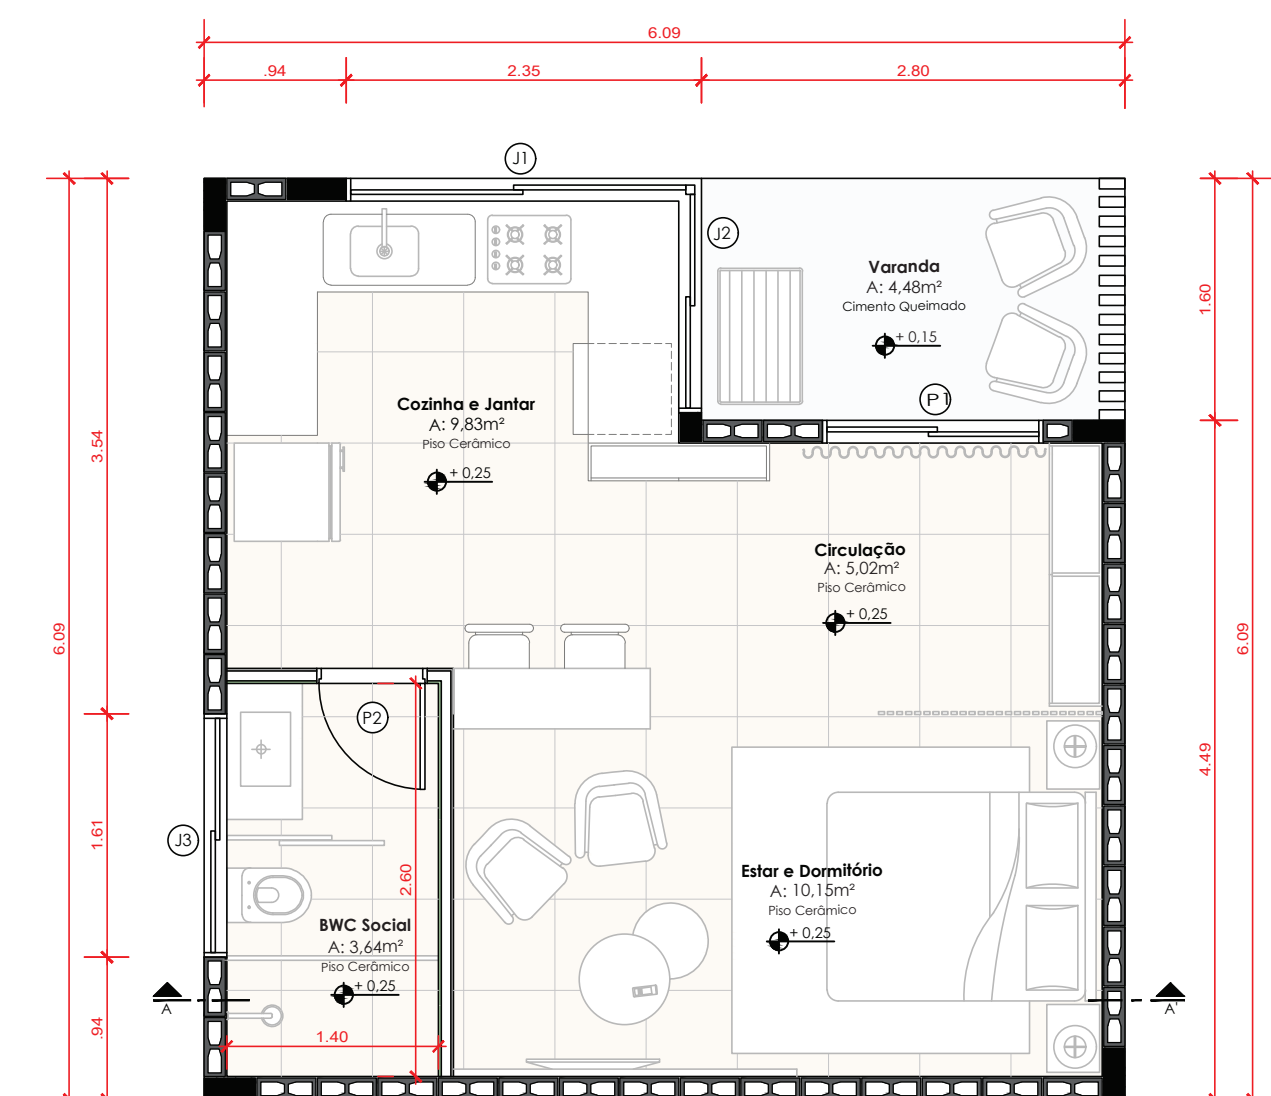 6.09
.94 2.35 2.80
J1
J2
Varanda
A: 4,48m²
Cimento Queimado
+ 0,15
P1
1.60
Cozinha e Jantar
A: 9,83m²
Piso Cerâmico
+ 0,25
3.54
Circulação
A: 5,02m²
Piso Cerâmico
+ 0,25
6.09
6.09
P2
4.49
J3
1.61
2.60
Estar e Dormitório
A: 10,15m²
Piso Cerâmico
+ 0,25
BWC Social
A: 3,64m²
Piso Cerâmico
+ 0,25
A
A'
.94
1.40